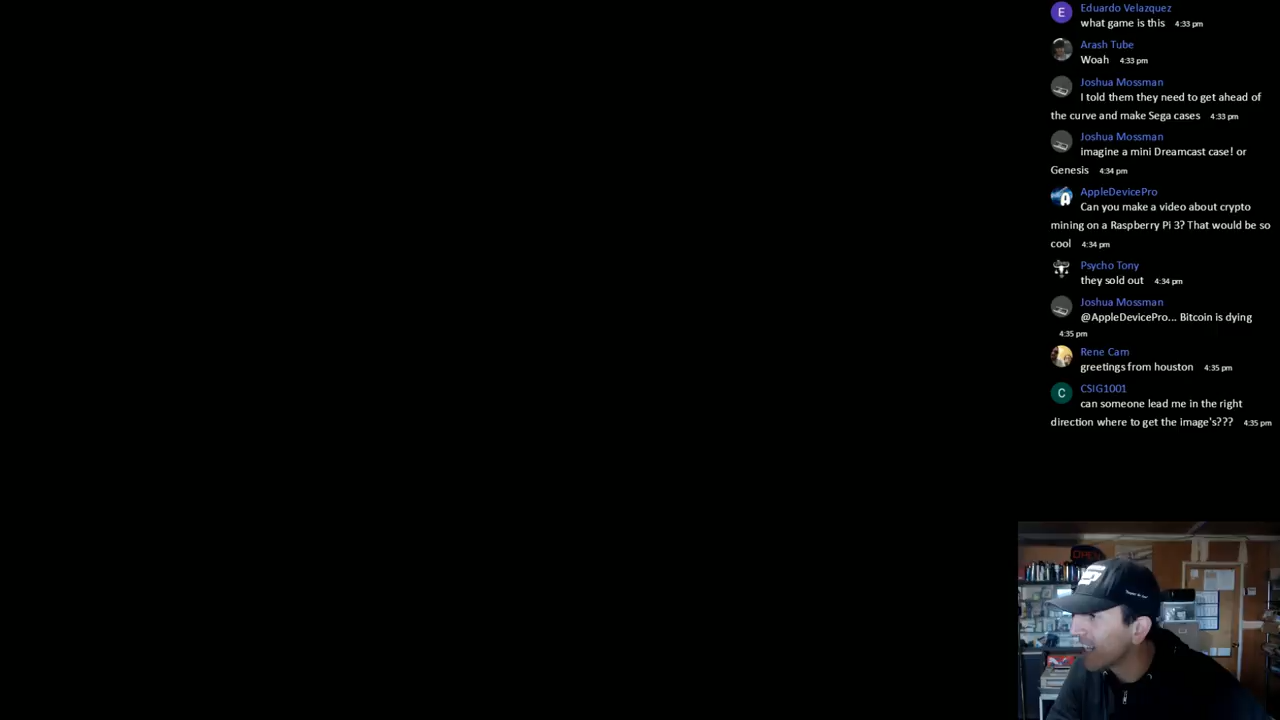 Eduardo Velazquez
what game is this 4:33 pm
Arash Tube
Woah 4:33 pm
Joshua Mossman
I told them they need to get ahead of
the curve and make Sega cases 4:33 pm
Joshua Mossman
imagine a mini Dreamcast case! or
Genesis 4:34 pm
AppleDevicePro
Can you make a video about crypto
mining on a Raspberry Pi 3? That would be so
cool 4:34 pm
Psycho Tony
they sold out 4:34 pm
Joshua Mossman
@AppleDevicePro... Bitcoin is dying
4:35 pm
Rene Cam
greetings from houston 4:35 pm
CSIG1001
can someone lead me in the right
direction where to get the image's??? 4:35 pm
OPEN